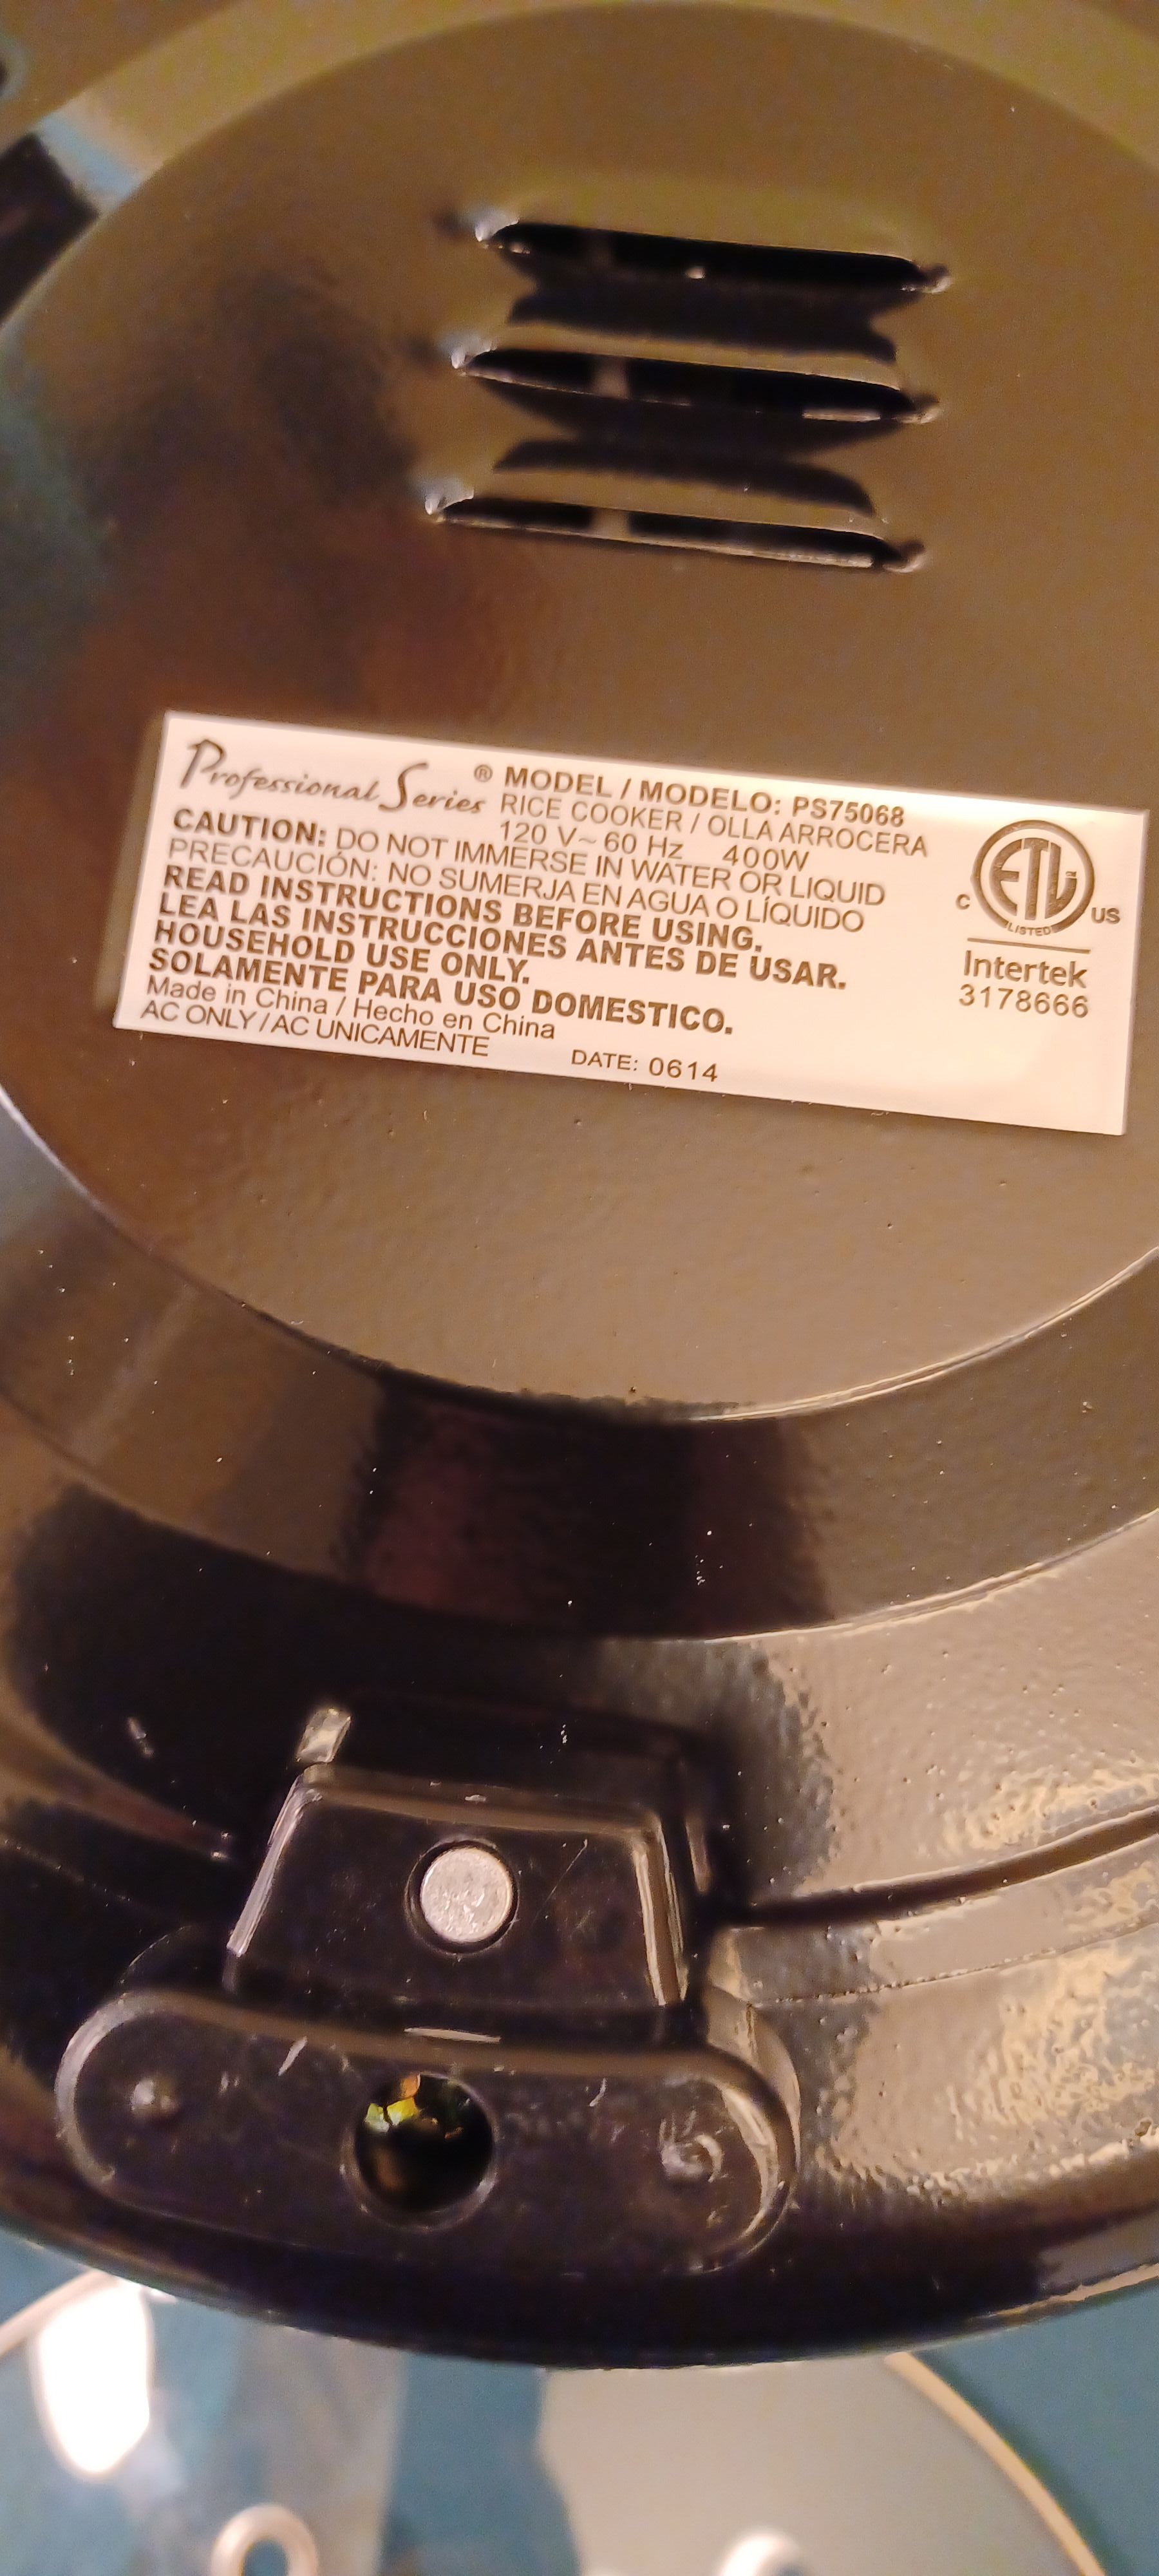 Professional Series ® MODEL / MODELO: PS75068
RICE COOKER / OLLA ARROCERA
120 V~ 60 Hz 400W
CAUTION: DO NOT IMMERSE IN WATER OR LIQUID
PRECAUCIÓN: NO SUMERJA EN AGUA O LÍQUIDO
READ INSTRUCTIONS BEFORE USING.
LEA LAS INSTRUCCIONES ANTES DE USAR.
HOUSEHOLD USE ONLY.
SOLAMENTE PARA USO DOMESTICO.
Made in China / Hecho en China
AC ONLY / AC UNICAMENTE DATE: 0614
C ETL US
LISTED
Intertek
3178666